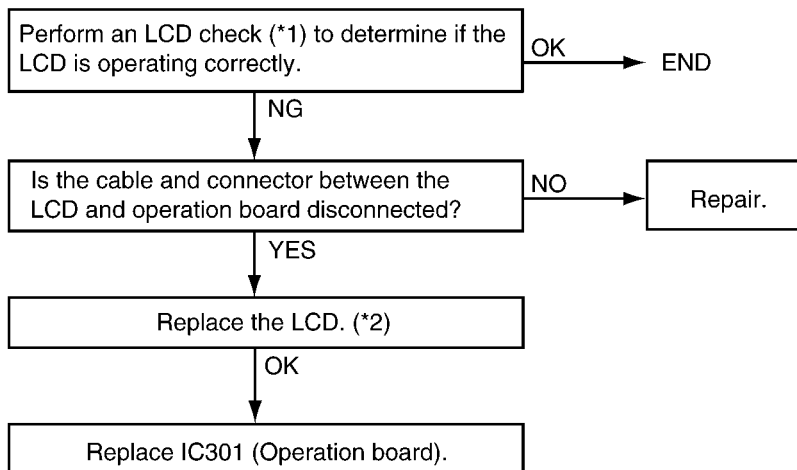 Perform an LCD check (*1) to determine if the
LCD is operating correctly.
OK
END
NG
Is the cable and connector between the
LCD and operation board disconnected?
NO
Repair.
YES
Replace the LCD. (*2)
OK
Replace IC301 (Operation board).